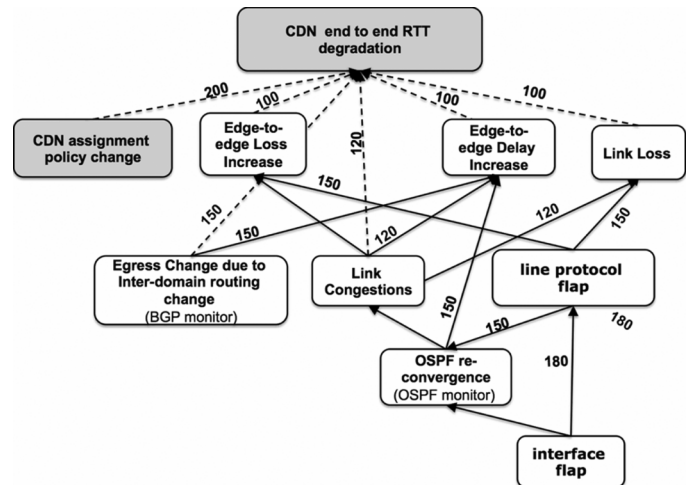 CDN end to end RTT
degradation
200
100
100
100
CDN assignment
policy change
Edge-to-
edge Loss
Increase
120
Edge-to-
edge Delay
Increase
Link Loss
150
150
150
120
150
120
Egress Change due to
Inter-domain routing
change
(BGP monitor)
Link
Congestions
line protocol
flap
150
150
180
OSPF re-
convergence
(OSPF monitor)
180
interface
flap